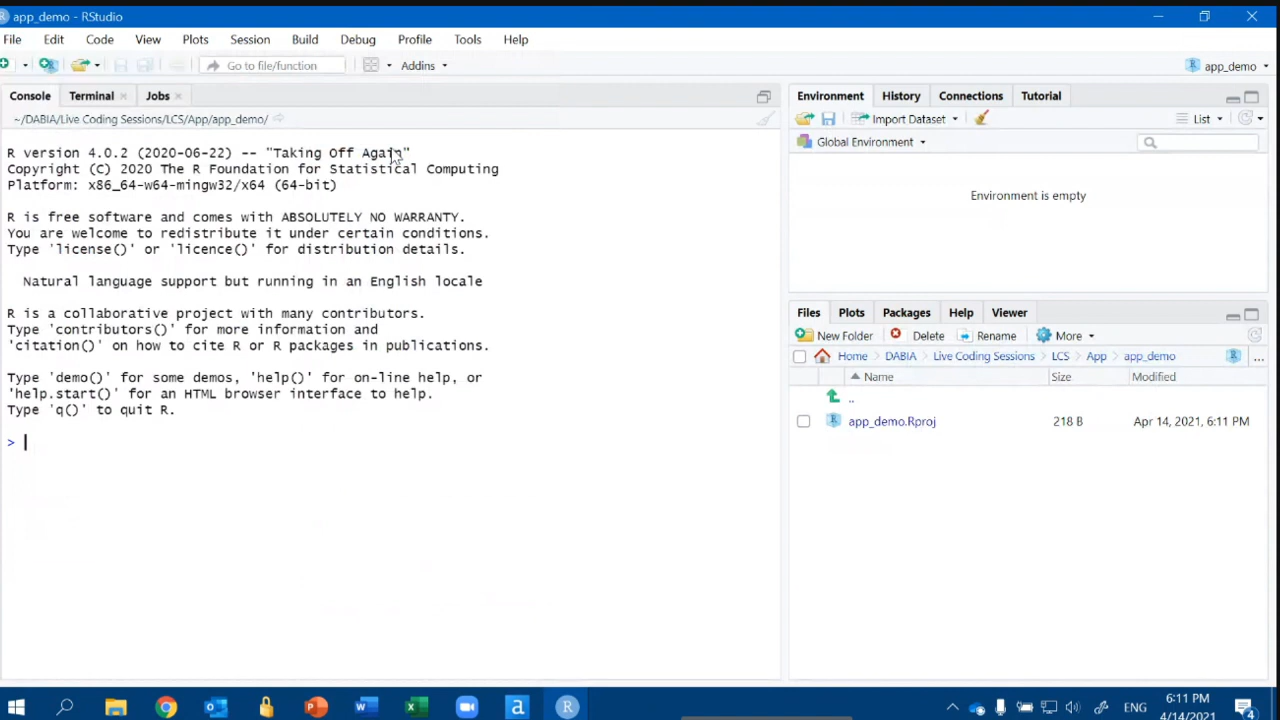 app_demo - RStudio
File Edit Code View Plots Session Build Debug Profile Tools Help
Go to file/function Addins app_demo
Console Terminal Jobs
~/DABIA/Live Coding Sessions/LCS/App/app_demo/
R version 4.0.2 (2020-06-22) -- "Taking Off Again"
Copyright (C) 2020 The R Foundation for Statistical Computing
Platform: x86_64-w64-mingw32/x64 (64-bit)
R is free software and comes with ABSOLUTELY NO WARRANTY.
You are welcome to redistribute it under certain conditions.
Type 'license()' or 'licence()' for distribution details.
Natural language support but running in an English locale
R is a collaborative project with many contributors.
Type 'contributors()' for more information and
'citation()' on how to cite R or R packages in publications.
Type 'demo()' for some demos, 'help()' for on-line help, or
'help.start()' for an HTML browser interface to help.
Type 'q()' to quit R.
>
Environment History Connections Tutorial
Import Dataset List
Global Environment
Environment is empty
Files Plots Packages Help Viewer
New Folder Delete Rename More
Home DABIA Live Coding Sessions LCS App app_demo ...
Name Size Modified
..
app_demo.Rproj 218 B Apr 14, 2021, 6:11 PM
ENG 6:11 PM
4/14/2021 4